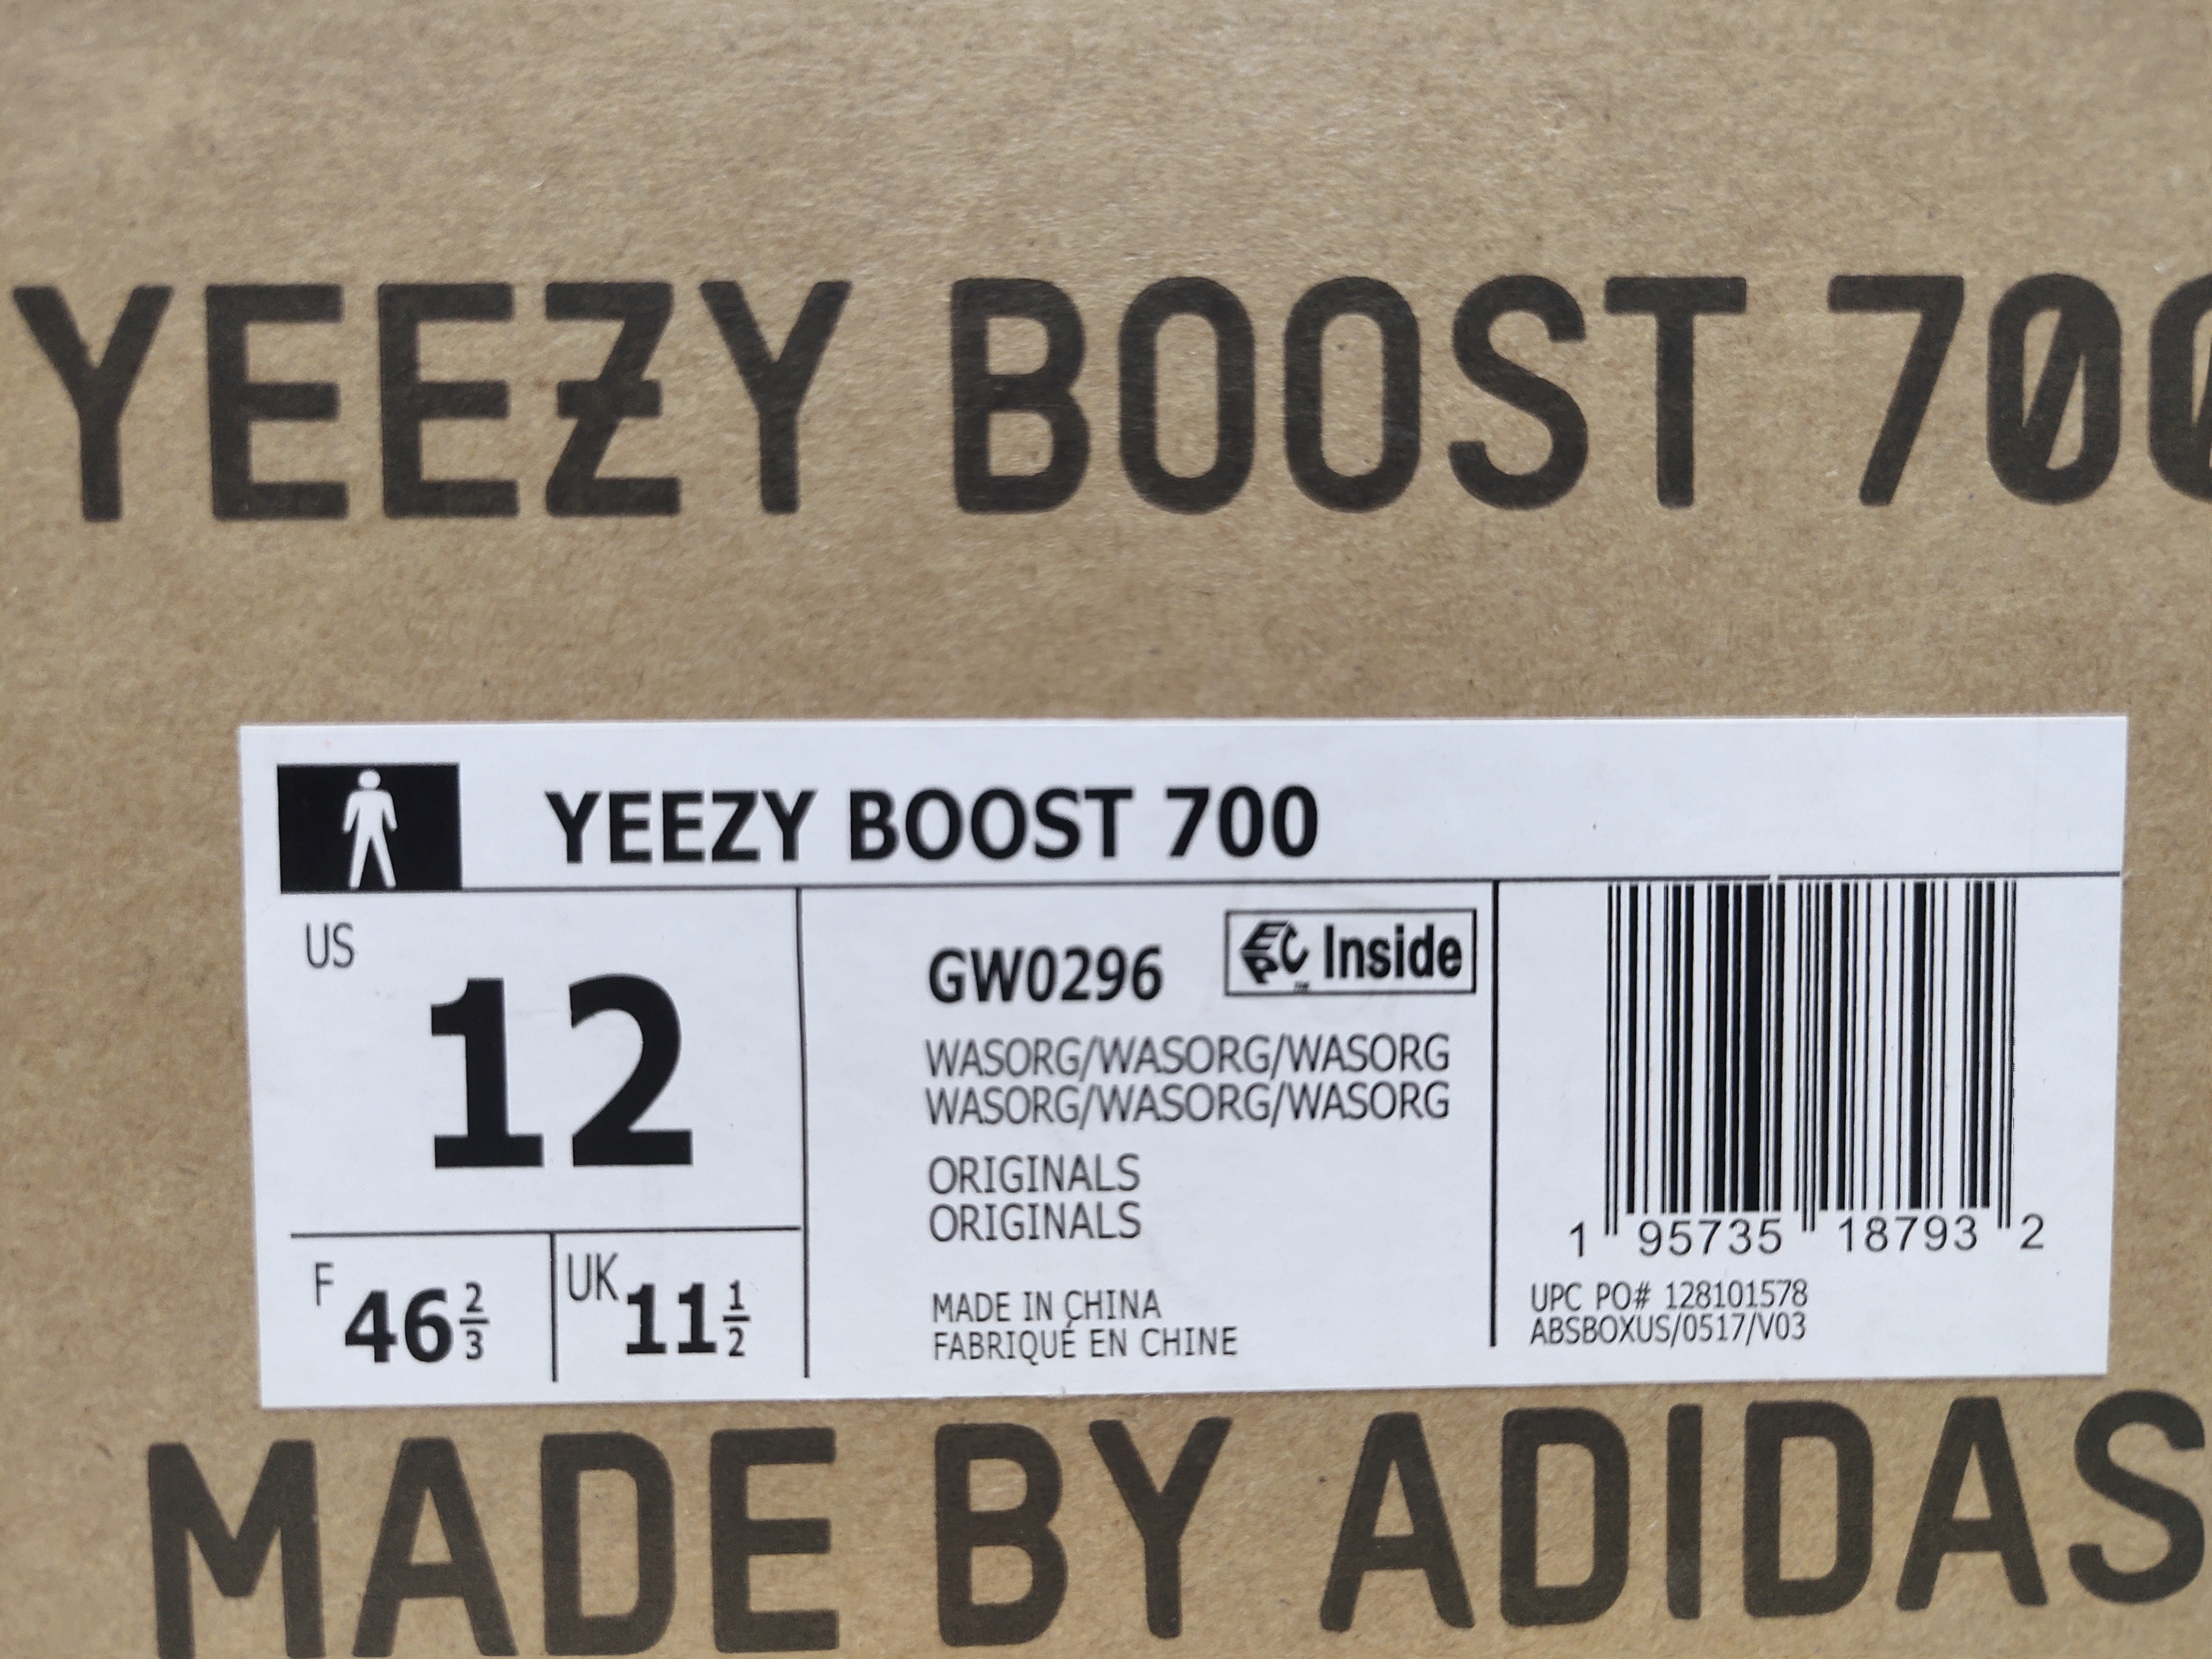 YEEZY BOOST 700
YEEZY BOOST 700
US
12
F 46 2/3
UK 11 1/2
GW0296
EPC Inside
WASORG/WASORG/WASORG
WASORG/WASORG/WASORG
ORIGINALS
ORIGINALS
MADE IN CHINA
FABRIQUÉ EN CHINE
1 95735 18793 2
UPC PO# 128101578
ABSBOXUS/0517/V03
MADE BY ADIDAS